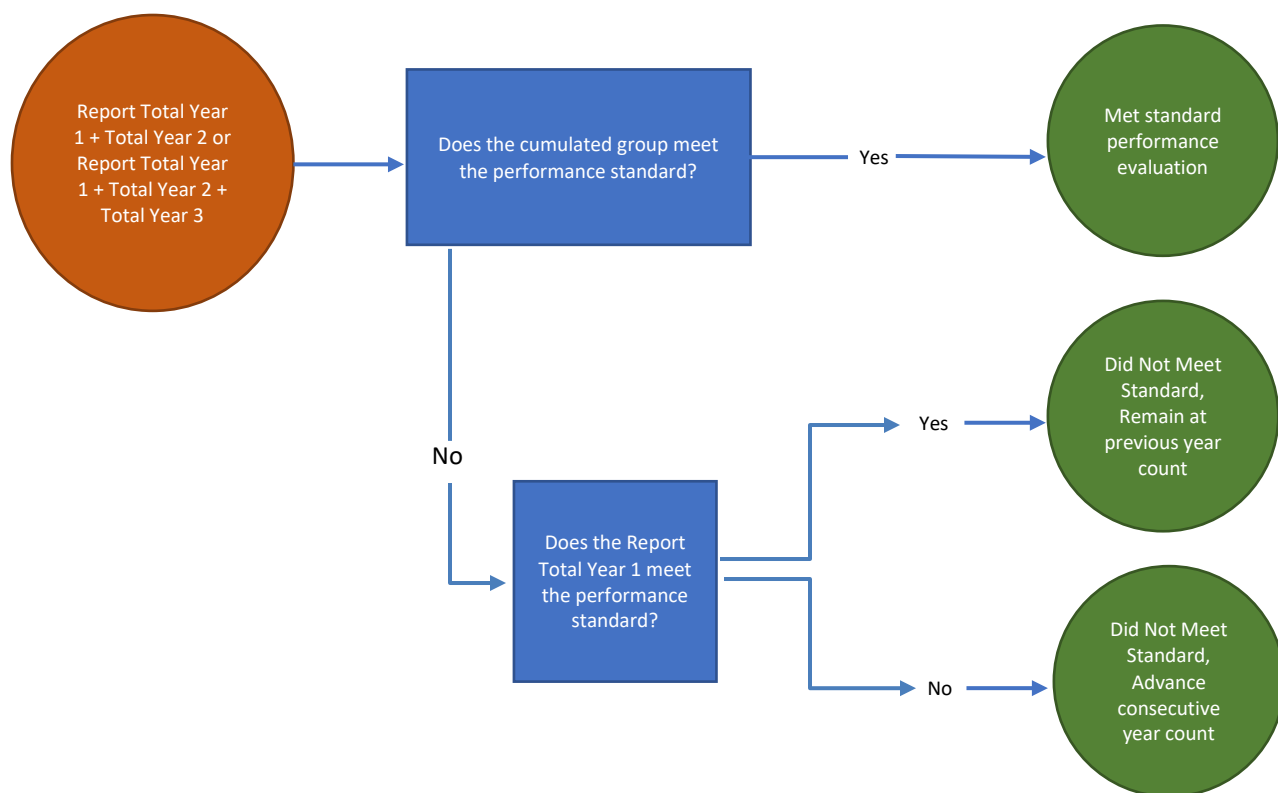 Report Total Year
1 + Total Year 2 or
Report Total Year
1 + Total Year 2 +
Total Year 3
Does the cumulated group meet
the performance standard?
Yes
Met standard
performance
evaluation
No
Does the Report
Total Year 1 meet
the performance
standard?
Yes
Did Not Meet
Standard,
Remain at
previous year
count
No
Did Not Meet
Standard,
Advance
consecutive
year count